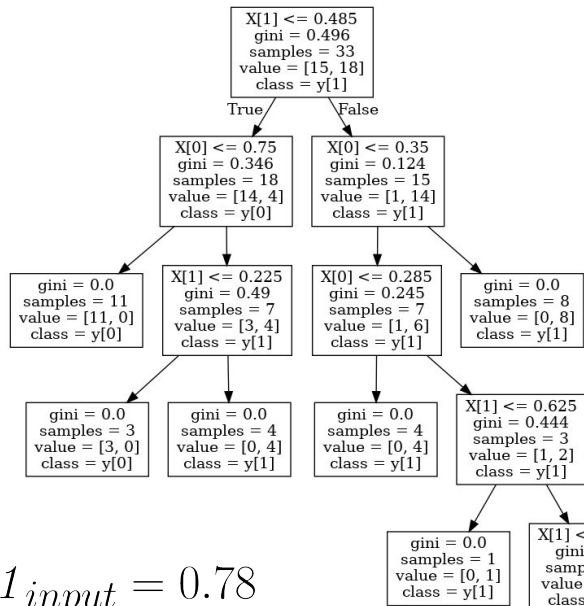 X[1] <= 0.485
gini = 0.496
samples = 33
value = [15, 18]
class = y[1]
True
False
X[0] <= 0.75
gini = 0.346
samples = 18
value = [14, 4]
class = y[0]
X[0] <= 0.35
gini = 0.124
samples = 15
value = [1, 14]
class = y[1]
gini = 0.0
samples = 11
value = [11, 0]
class = y[0]
X[1] <= 0.225
gini = 0.49
samples = 7
value = [3, 4]
class = y[1]
X[0] <= 0.285
gini = 0.245
samples = 7
value = [1, 6]
class = y[1]
gini = 0.0
samples = 8
value = [0, 8]
class = y[1]
gini = 0.0
samples = 3
value = [3, 0]
class = y[0]
gini = 0.0
samples = 4
value = [0, 4]
class = y[1]
gini = 0.0
samples = 4
value = [0, 4]
class = y[1]
X[1] <= 0.625
gini = 0.444
samples = 3
value = [1, 2]
class = y[1]
gini = 0.0
samples = 1
value = [0, 1]
class = y[1]
X[1] <
gini
samp
value
class
1 input = 0.78